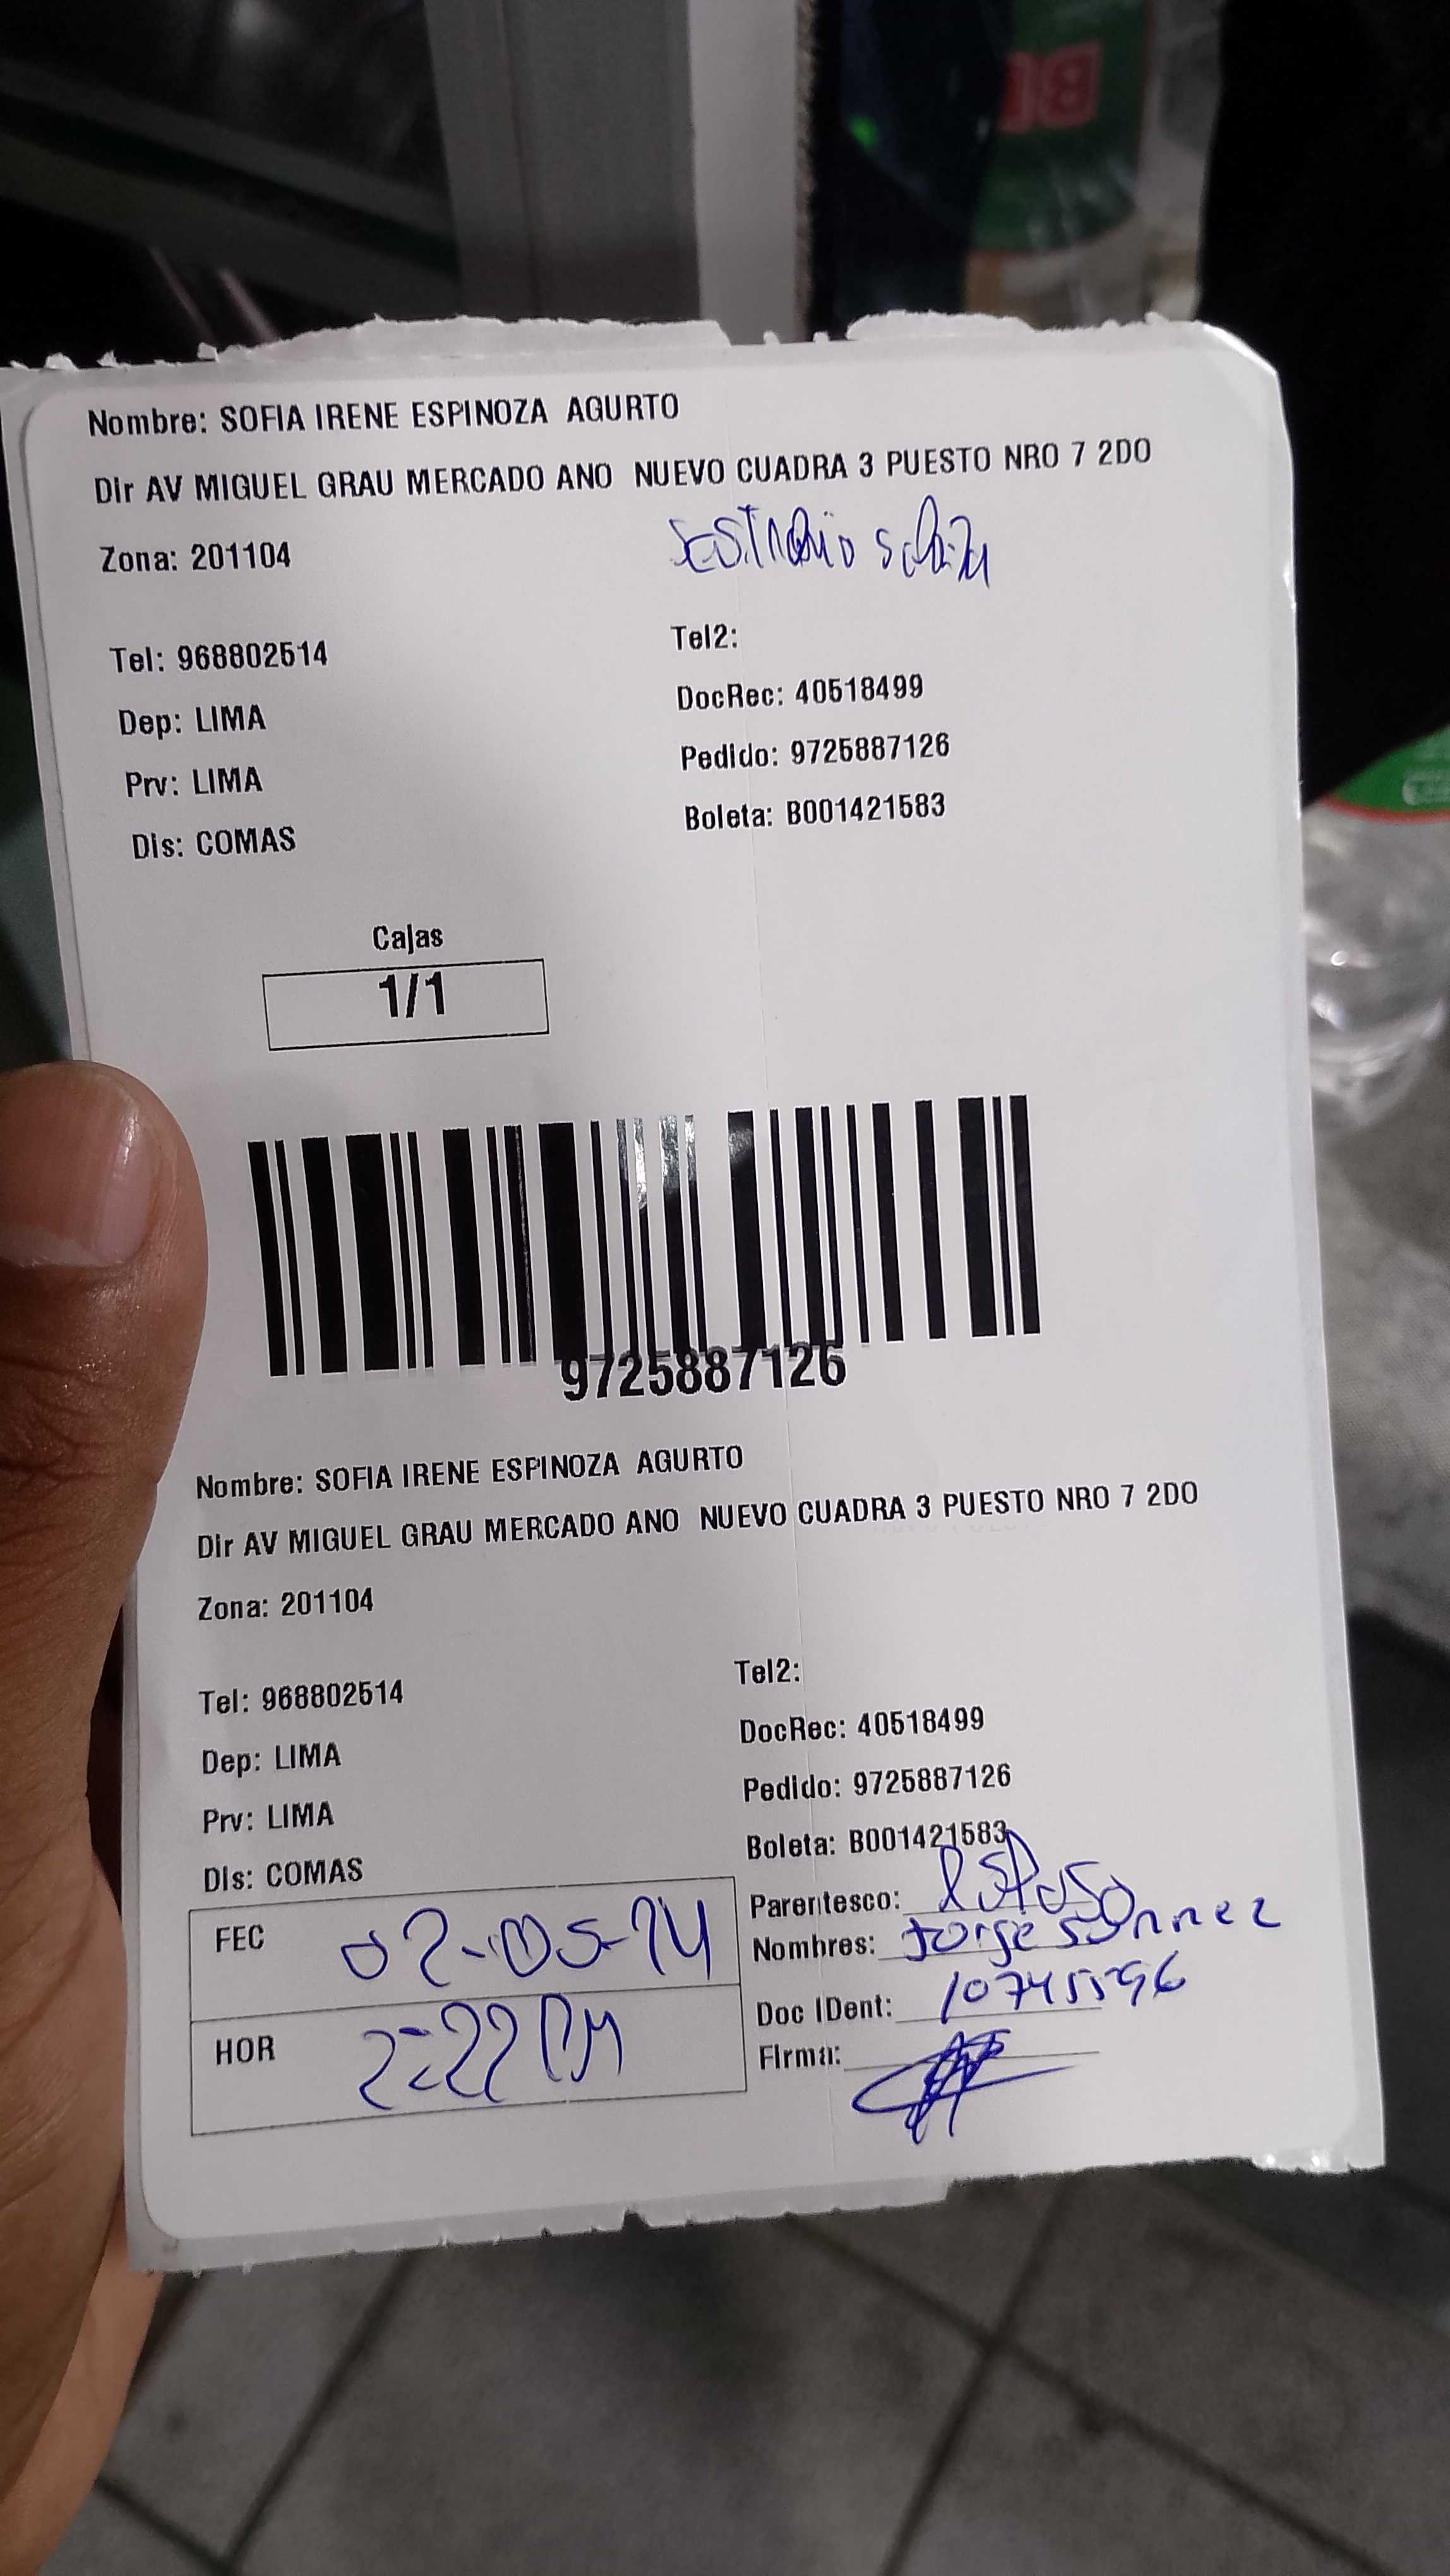 Nombre: SOFIA IRENE ESPINOZA AGURTO
Dir AV MIGUEL GRAU MERCADO ANO NUEVO CUADRA 3 PUESTO NRO 7 2DO
Zona: 201104
Tel: 968802514
Tel2:
Dep: LIMA
DocRec: 40518499
Prv: LIMA
Pedido: 9725887126
Dis: COMAS
Boleta: B001421583
Cajas
1/1
9725887126
Nombre: SOFIA IRENE ESPINOZA AGURTO
Dir AV MIGUEL GRAU MERCADO ANO NUEVO CUADRA 3 PUESTO NRO 7 2DO
Zona: 201104
Tel: 968802514
Tel2:
Dep: LIMA
DocRec: 40518499
Prv: LIMA
Pedido: 9725887126
Dis: COMAS
Boleta: B001421583
Parentesco:
FEC
Nombres: Jorge
Doc IDent:
HOR 2:22 PM
Firma: